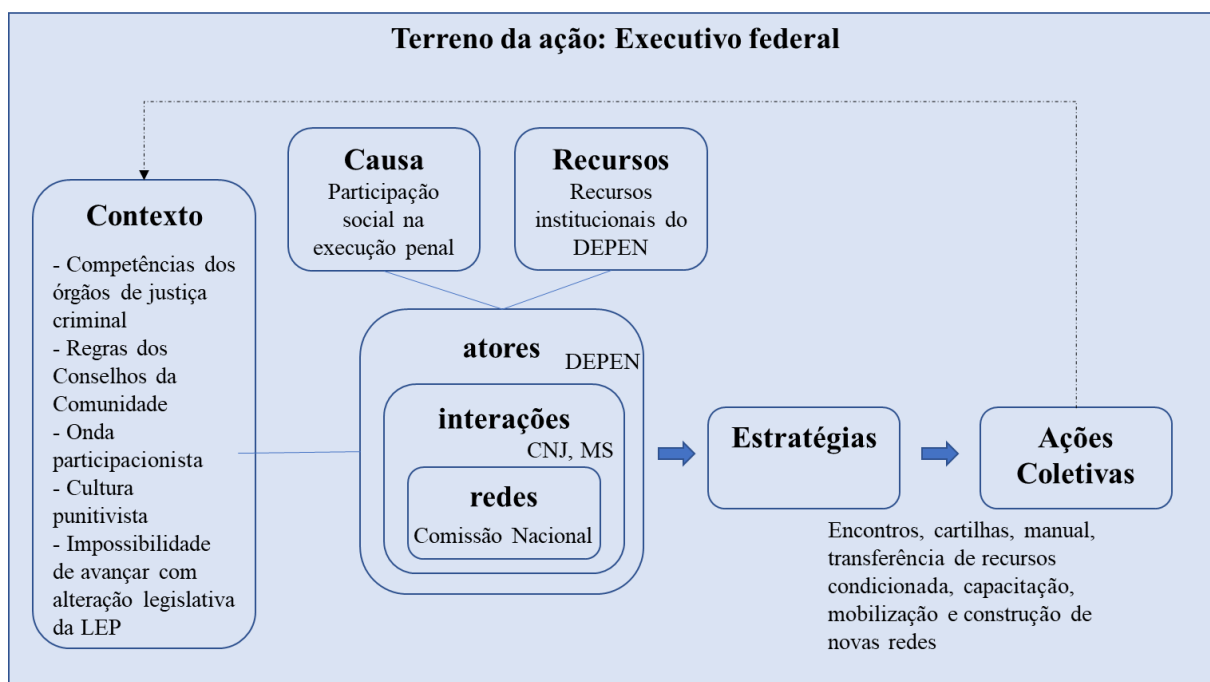 Terreno da ação: Executivo federal
Causa
Participação
social na
execução penal
Recursos
Recursos
institucionais do
DEPEN
Contexto
- Competências dos
órgãos de justiça
criminal
- Regras dos
Conselhos da
Comunidade
- Onda
participacionista
- Cultura
punitivista
- Impossibilidade
de avançar com
alteração legislativa
da LEP
atores
DEPEN
interações
CNJ, MS
redes
Comissão Nacional
Estratégias
Ações
Coletivas
Encontros, cartilhas, manual,
transferência de recursos
condicionada, capacitação,
mobilização e construção de
novas redes